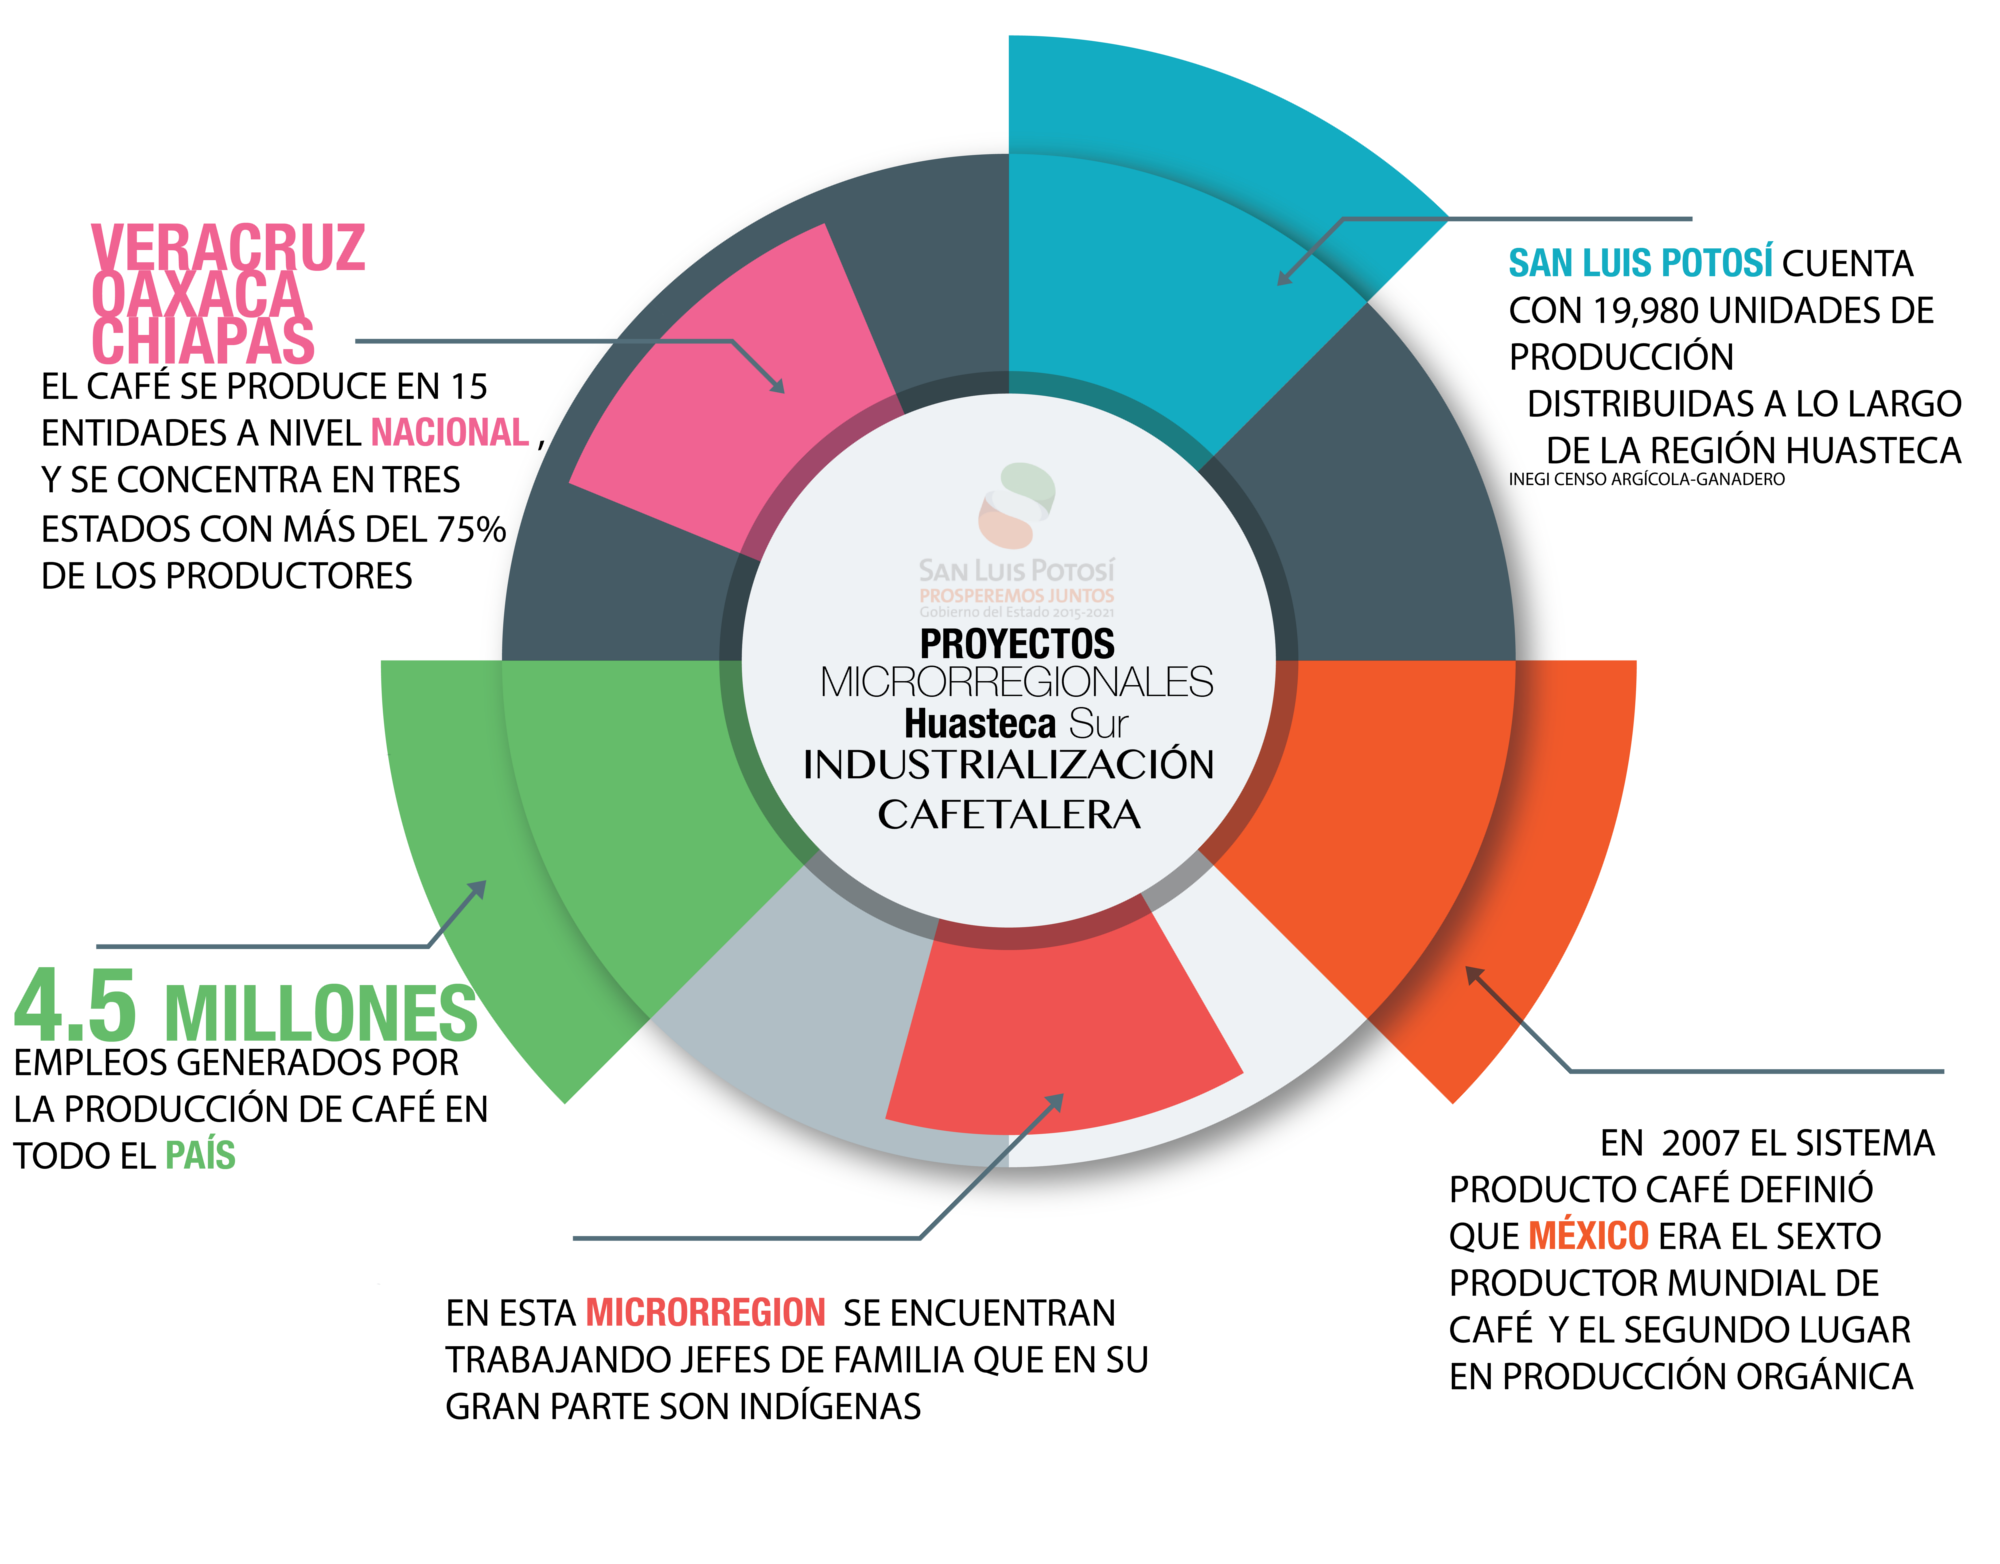 VERACRUZ
OAXACA
CHIAPAS
EL CAFÉ SE PRODUCE EN 15
ENTIDADES A NIVEL NACIONAL ,
Y SE CONCENTRA EN TRES
ESTADOS CON MÁS DEL 75%
DE LOS PRODUCTORES
SAN LUIS POTOSÍ CUENTA
CON 19,980 UNIDADES DE
PRODUCCIÓN
DISTRIBUIDAS A LO LARGO
DE LA REGIÓN HUASTECA
INEGI CENSO ARGÍCOLA-GANADERO
SAN LUIS POTOSÍ
PROSPEREMOS JUNTOS
Gobierno del Estado 2015-2021
PROYECTOS
MICRORREGIONALES
Huasteca Sur
INDUSTRIALIZACIÓN
CAFETALERA
4.5 MILLONES
EMPLEOS GENERADOS POR
LA PRODUCCIÓN DE CAFÉ EN
TODO EL PAÍS
EN ESTA MICRORREGION SE ENCUENTRAN
TRABAJANDO JEFES DE FAMILIA QUE EN SU
GRAN PARTE SON INDÍGENAS
EN 2007 EL SISTEMA
PRODUCTO CAFÉ DEFINIÓ
QUE MÉXICO ERA EL SEXTO
PRODUCTOR MUNDIAL DE
CAFÉ Y EL SEGUNDO LUGAR
EN PRODUCCIÓN ORGÁNICA